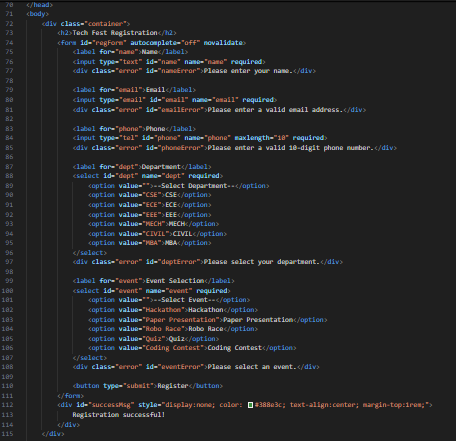 70 </head>
71 <body>
72 <div class="container">
73 <h2>Tech Fest Registration</h2>
74 <form id="regForm" autocomplete="off" novalidate>
75 <label for="name">Name</label>
76 <input type="text" id="name" name="name" required>
77 <div class="error" id="nameError">Please enter your name.</div>
78
79 <label for="email">Email</label>
80 <input type="email" id="email" name="email" required>
81 <div class="error" id="emailError">Please enter a valid email address.</div>
82
83 <label for="phone">Phone</label>
84 <input type="tel" id="phone" name="phone" maxlength="10" required>
85 <div class="error" id="phoneError">Please enter a valid 10-digit phone number.</div>
86
87 <label for="dept">Department</label>
88 <select id="dept" name="dept" required>
89 <option value="">--Select Department--</option>
90 <option value="CSE">CSE</option>
91 <option value="ECE">ECE</option>
92 <option value="EEE">EEE</option>
93 <option value="MECH">MECH</option>
94 <option value="CIVIL">CIVIL</option>
95 <option value="MBA">MBA</option>
96 </select>
97 <div class="error" id="deptError">Please select your department.</div>
98
99 <label for="event">Event Selection</label>
100 <select id="event" name="event" required>
101 <option value="">--Select Event--</option>
102 <option value="Hackathon">Hackathon</option>
103 <option value="Paper Presentation">Paper Presentation</option>
104 <option value="Robo Race">Robo Race</option>
105 <option value="Quiz">Quiz</option>
106 <option value="Coding Contest">Coding Contest</option>
107 </select>
108 <div class="error" id="eventError">Please select an event.</div>
109
110 <button type="submit">Register</button>
111 </form>
112 <div id="successMsg" style="display:none; color: #388e3c; text-align:center; margin-top:1rem;">
113 Registration successful!
114 </div>
115 </div>